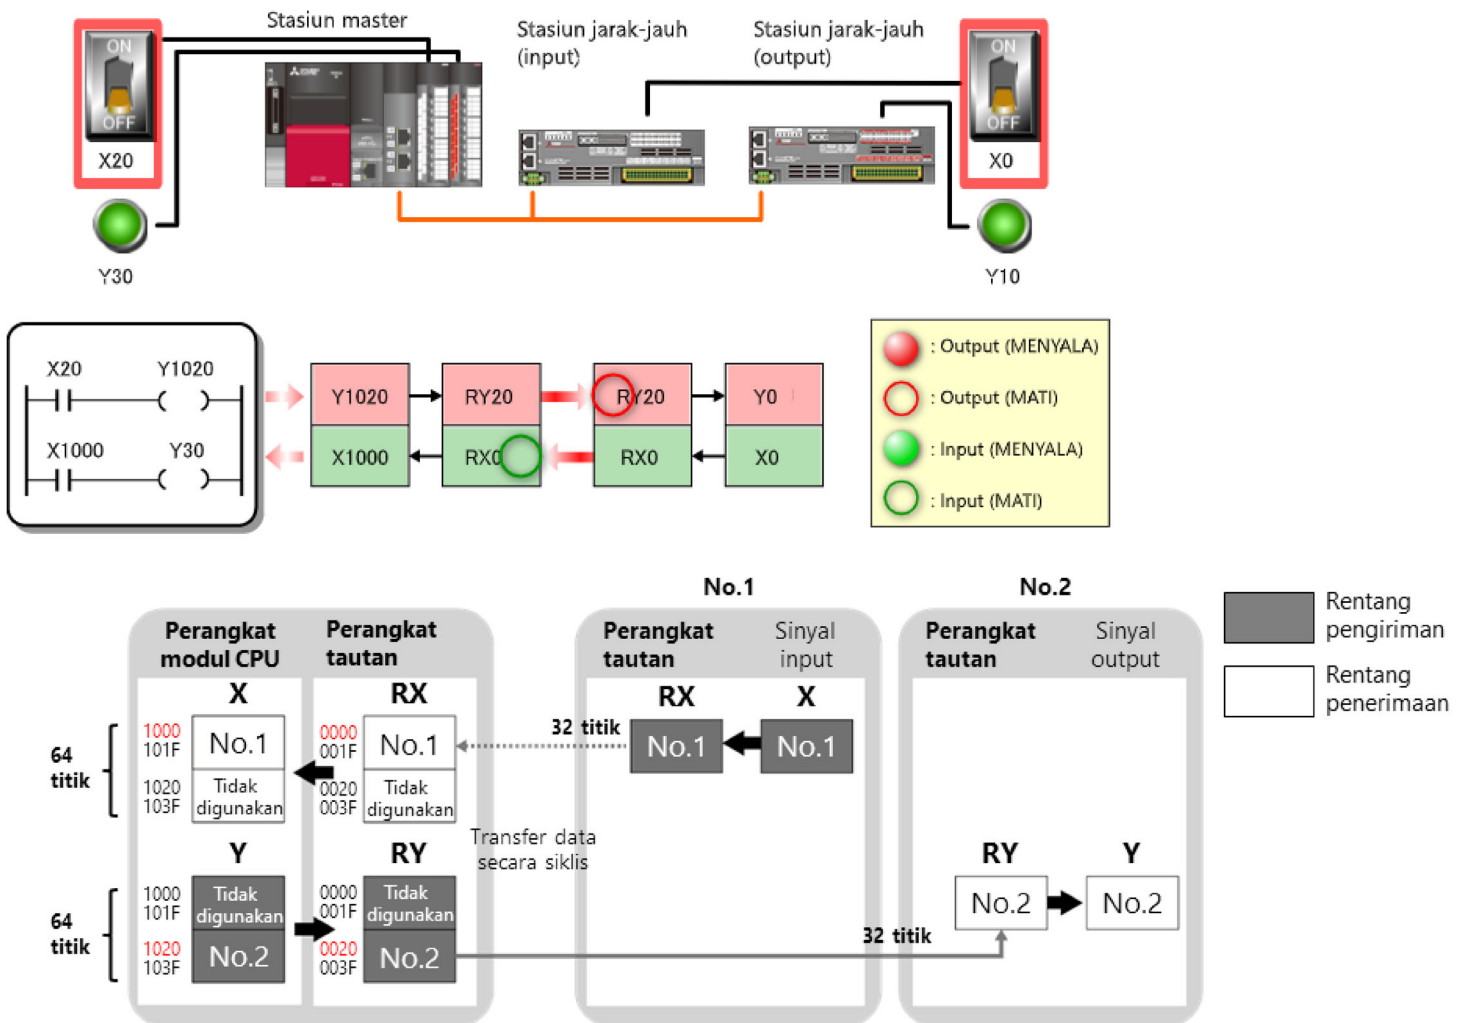 Stasiun master
Stasiun jarak-jauh
(input)
Stasiun jarak-jauh
(output)
ON
OFF
X20
Y30
ON
OFF
X0
Y10
X20
Y1020
X1000
Y30
Y1020
RY20
RY20
Y0
X1000
RX0
RX0
X0
: Output (MENYALA)
: Output (MATI)
: Input (MENYALA)
: Input (MATI)
No.1
No.2
Rentang
pengiriman
Rentang
penerimaan
Perangkat
modul CPU
Perangkat
tautan
Perangkat
tautan
Sinyal
input
Perangkat
tautan
Sinyal
output
X
RX
RX
X
64
titik
1000
101F
No.1
0000
001F
No.1
32 titik
No.1
No.1
1020
103F
Tidak
digunakan
0020
003F
Tidak
digunakan
Transfer data
secara siklis
Y
RY
RY
Y
64
titik
1000
101F
Tidak
digunakan
0000
001F
Tidak
digunakan
No.2
No.2
1020
103F
No.2
0020
003F
No.2
32 titik